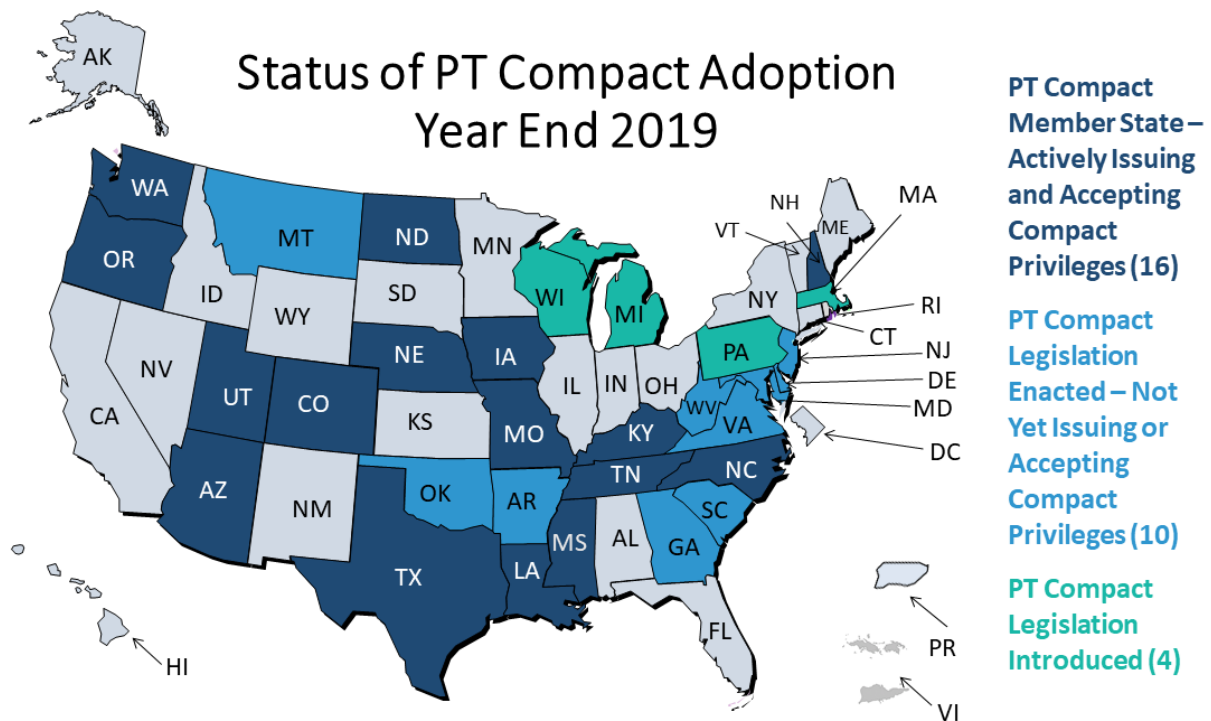 AK
Status of PT Compact Adoption
Year End 2019
WA
OR
MT
ID
WY
ND
SD
MN
WI
MI
NE
IA
NV
UT
CO
CA
KS
MO
IL
IN
OH
KY
WV
VA
PA
NY
VT
NH
ME
MA
RI
CT
NJ
DE
MD
DC
AZ
NM
OK
AR
TN
NC
SC
TX
LA
MS
AL
GA
FL
HI
PR
VI
PT Compact
Member State –
Actively Issuing
and Accepting
Compact
Privileges (16)
PT Compact
Legislation
Enacted – Not
Yet Issuing or
Accepting
Compact
Privileges (10)
PT Compact
Legislation
Introduced (4)